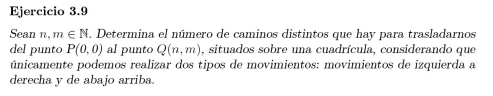 Ejercicio 3.9
Sean n, m ∈ ℕ. Determina el número de caminos distintos que hay para trasladarnos
del punto P(0, 0) al punto Q(n, m), situados sobre una cuadrícula, considerando que
únicamente podemos realizar dos tipos de movimientos: movimientos de izquierda a
derecha y de abajo arriba.